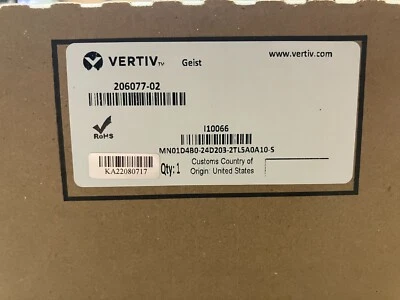 VERTIV TV
Geist
www.vertiv.com
206077-02
I10066
RoHS
MN01D4B0-24D203-2TL5A0A10-S
KA22080717
Qty:1
Customs Country of
Origin: United States